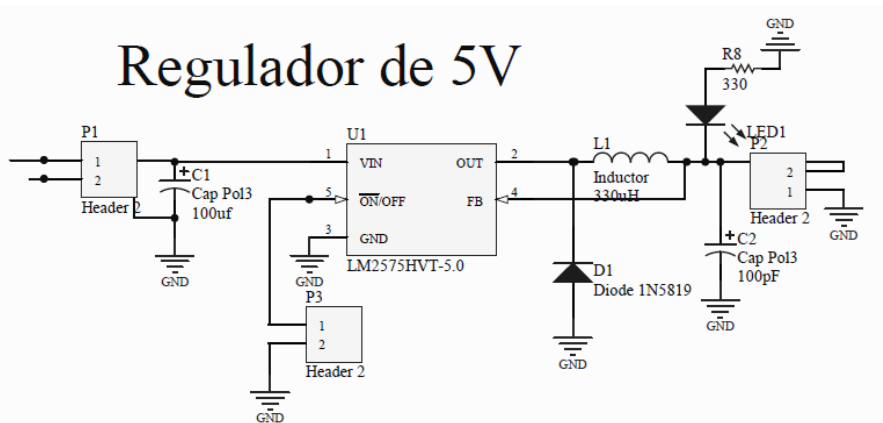 Regulador de 5V
P1
1
2
Header 2
C1
Cap Pol3
100uf
GND
U1
1
VIN
OUT
2
5
ON/OFF
FB
4
3
GND
LM2575HVT-5.0
GND
P3
1
2
Header 2
GND
L1
Inductor
330uH
D1
Diode 1N5819
GND
GND
R8
330
LED1
P2
2
1
Header 2
GND
C2
Cap Pol3
100pF
GND